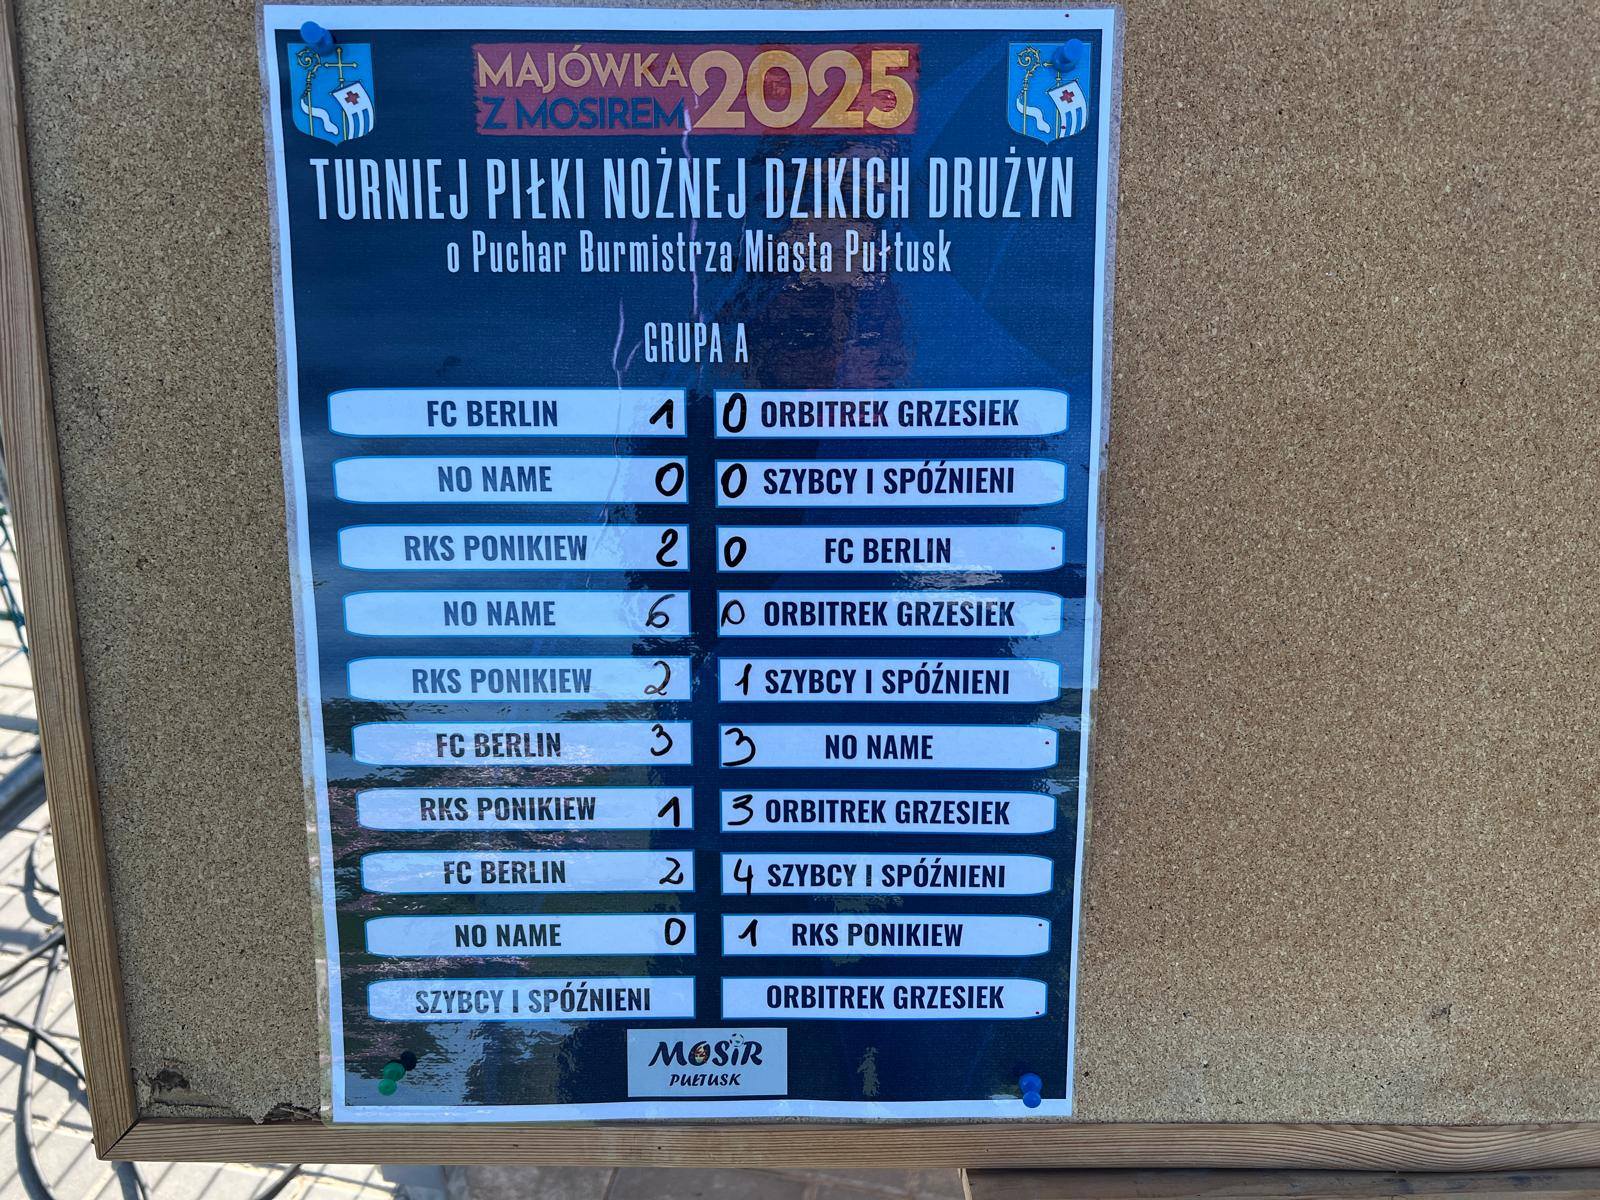 MAJÓWKA
Z MOSIREM 2025
TURNIEJ PIŁKI NOŻNEJ DZIKICH DRUŻYN
o Puchar Burmistrza Miasta Pułtusk
GRUPA A
FC BERLIN 1 0 ORBITREK GRZESIEK
NO NAME 0 0 SZYBCY I SPÓŹNIENI
RKS PONIKIEW 2 0 FC BERLIN
NO NAME 6 0 ORBITREK GRZESIEK
RKS PONIKIEW 2 1 SZYBCY I SPÓŹNIENI
FC BERLIN 3 3 NO NAME
RKS PONIKIEW 1 3 ORBITREK GRZESIEK
FC BERLIN 2 4 SZYBCY I SPÓŹNIENI
NO NAME 0 1 RKS PONIKIEW
SZYBCY I SPÓŹNIENI ORBITREK GRZESIEK
MOSiR
PUŁTUSK